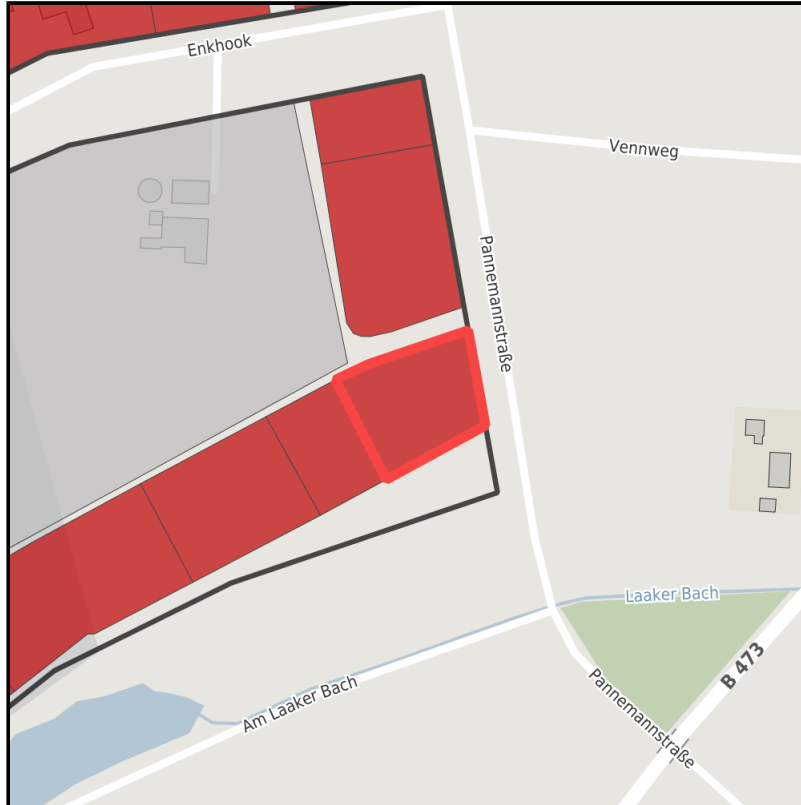 Enkhook
Vennweg
Pannemannstraße
Laaker Bach
B 473
Am Laaker Bach
Pannemannstraße